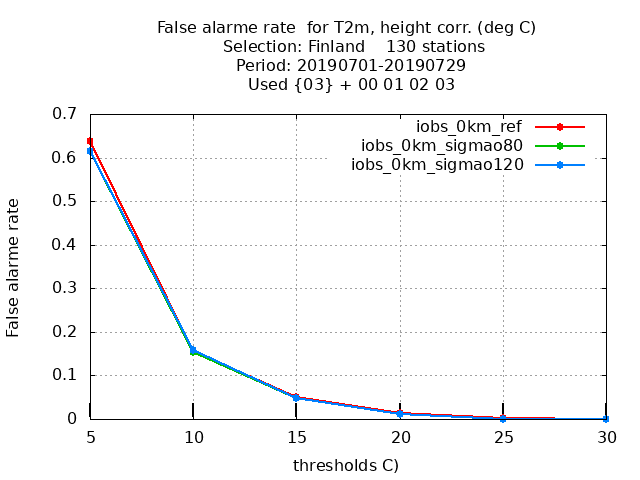 False alarme rate  for T2m, height corr. (deg C)
Selection: Finland    130 stations
Period: 20190701-20190729
Used {03} + 00 01 02 03
iobs_0km_ref
iobs_0km_sigmao80
iobs_0km_sigmao120
False alarme rate
0.7
0.6
0.5
0.4
0.3
0.2
0.1
0
5 10 15 20 25 30
thresholds C)